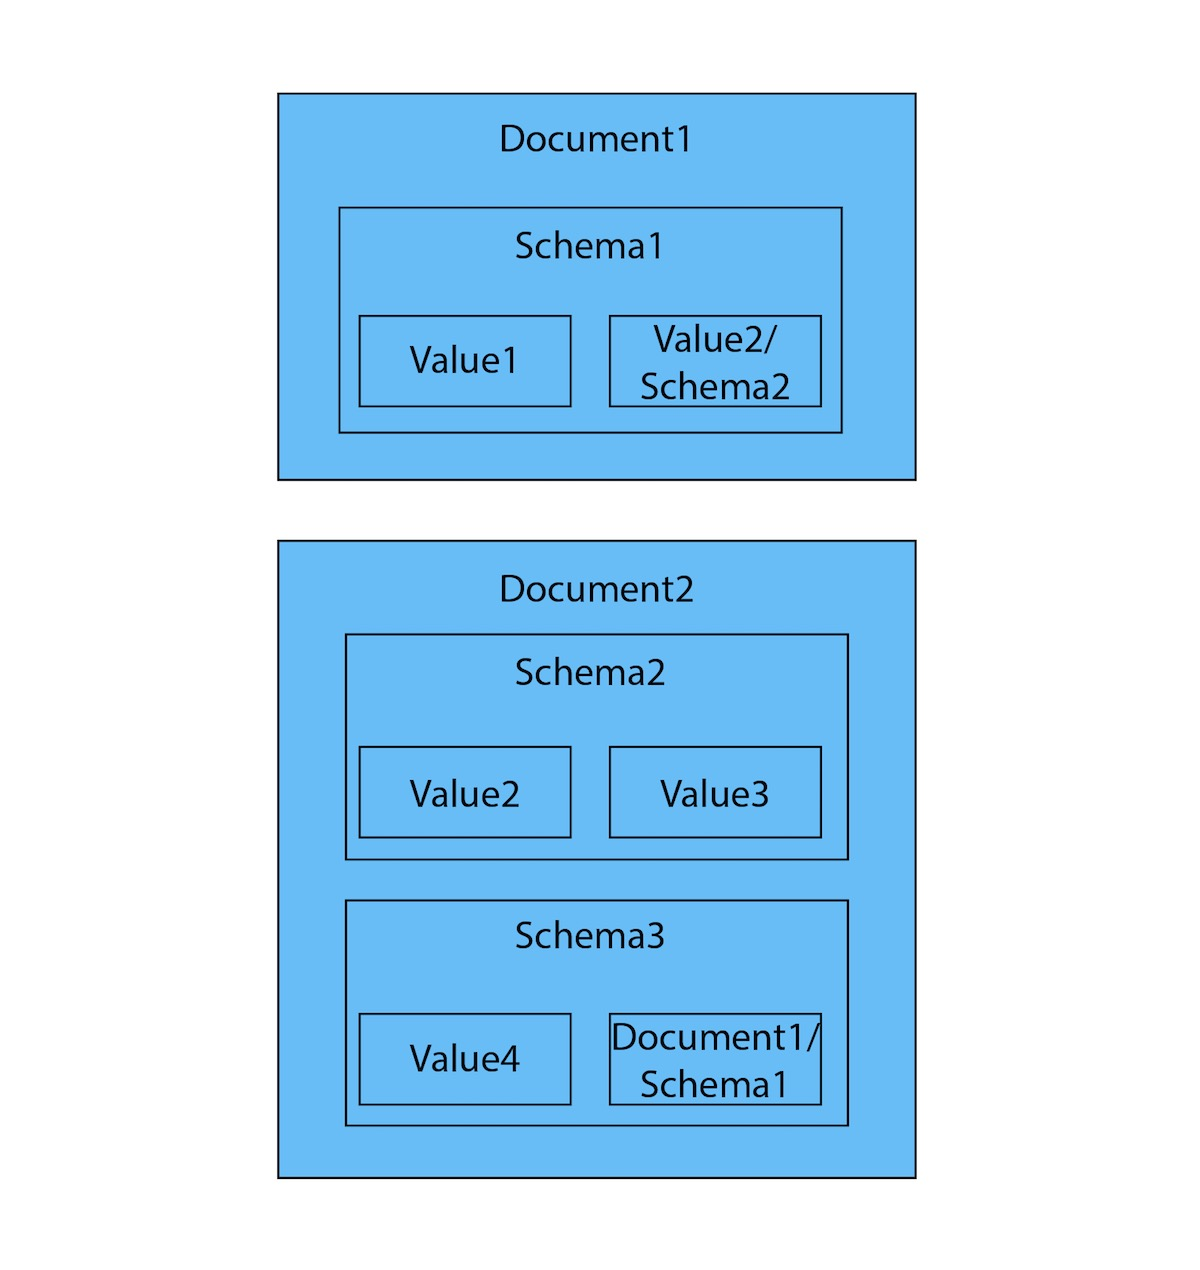 Document1
Schema1
Value1
Value2/
Schema2
Document2
Schema2
Value2
Value3
Schema3
Value4
Document1/
Schema1